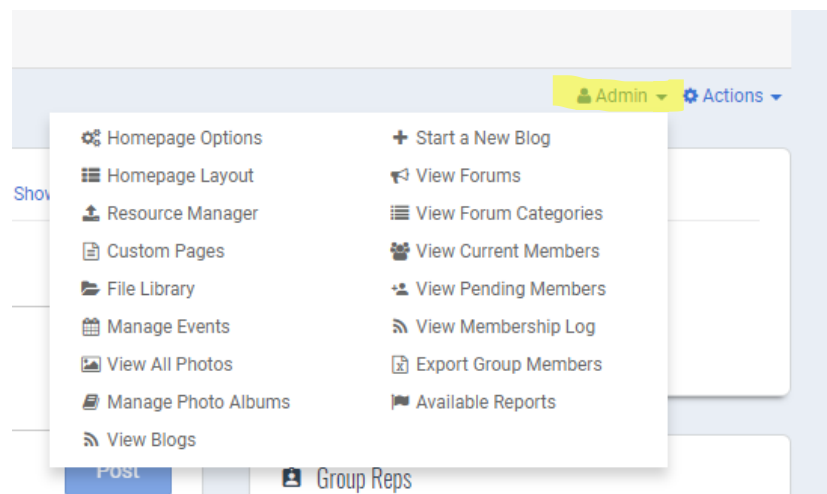 Admin
Actions
Homepage Options
Homepage Layout
Resource Manager
Custom Pages
File Library
Manage Events
View All Photos
Manage Photo Albums
View Blogs
Start a New Blog
View Forums
View Forum Categories
View Current Members
View Pending Members
View Membership Log
Export Group Members
Available Reports
Show
Post
Group Reps